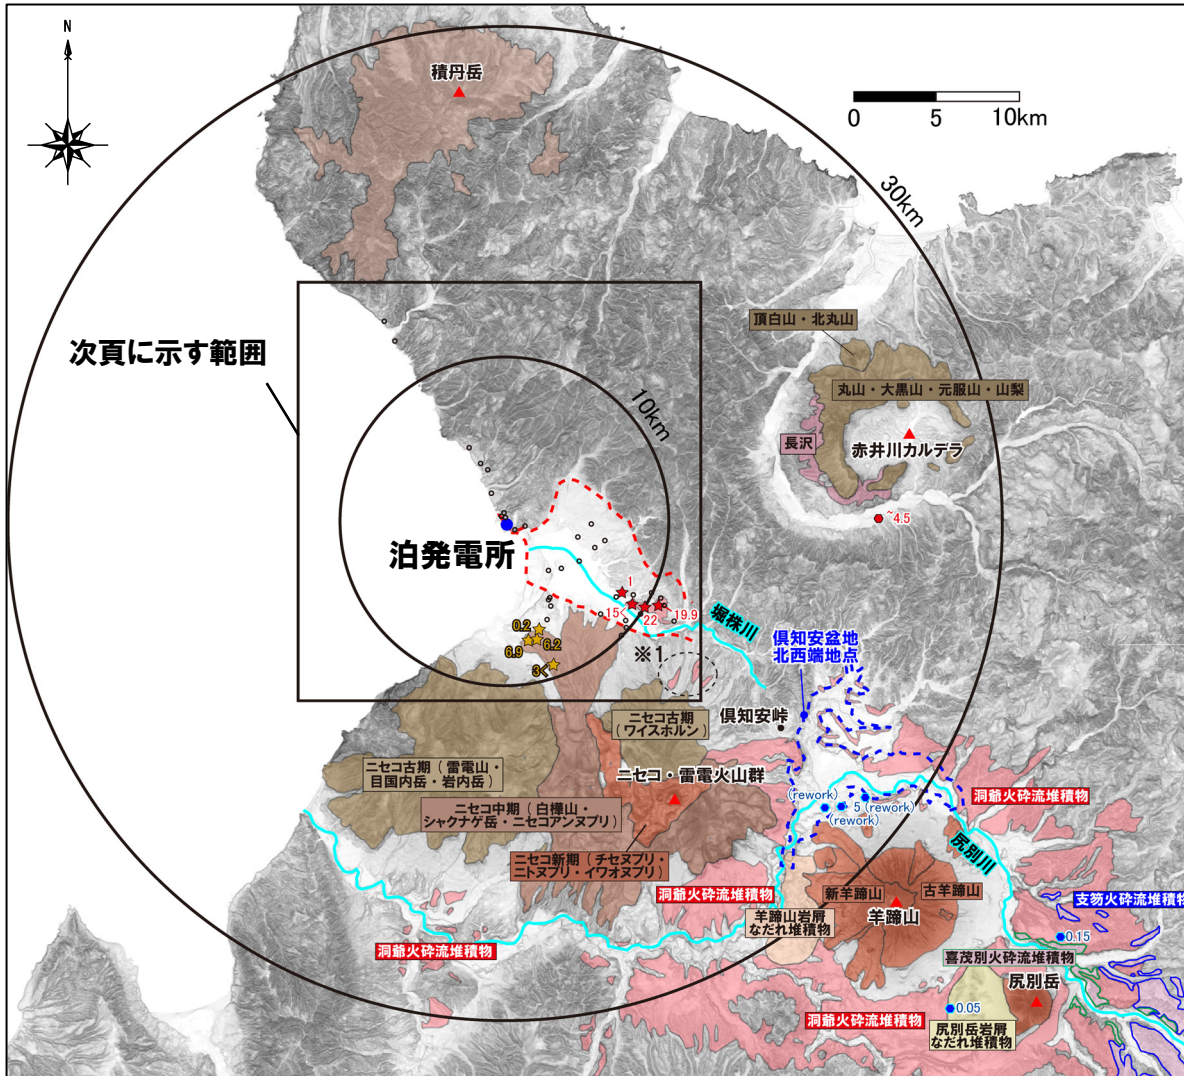 N
積丹岳
0 5 10km
30km
頂白山・北丸山
次頁に示す範囲
丸山・大黒山・元服山・山梨
10km
長沢
赤井川カルデラ
~4.5
泊発電所
1
15<
22
19.9
堀株川
0.2
6.9
6.2
3<
※1
倶知安盆地
北西端地点
倶知安峠
ニセコ古期
(ワイスホルン)
ニセコ古期(雷電山・
目国内岳・岩内岳)
ニセコ・雷電火山群
(rework)
5 (rework)
(rework)
洞爺火砕流堆積物
ニセコ中期(白樺山・
シャクナゲ岳・ニセコアンヌプリ)
尻別川
ニセコ新期(チセヌプリ・
ニトヌプリ・イワオヌプリ)
洞爺火砕流堆積物
新羊蹄山
古羊蹄山
羊蹄山
支笏火砕流堆積物
羊蹄山岩屑
なだれ堆積物
0.15
洞爺火砕流堆積物
喜茂別火砕流堆積物
尻別岳
0.05
洞爺火砕流堆積物
尻別岳岩屑
なだれ堆積物